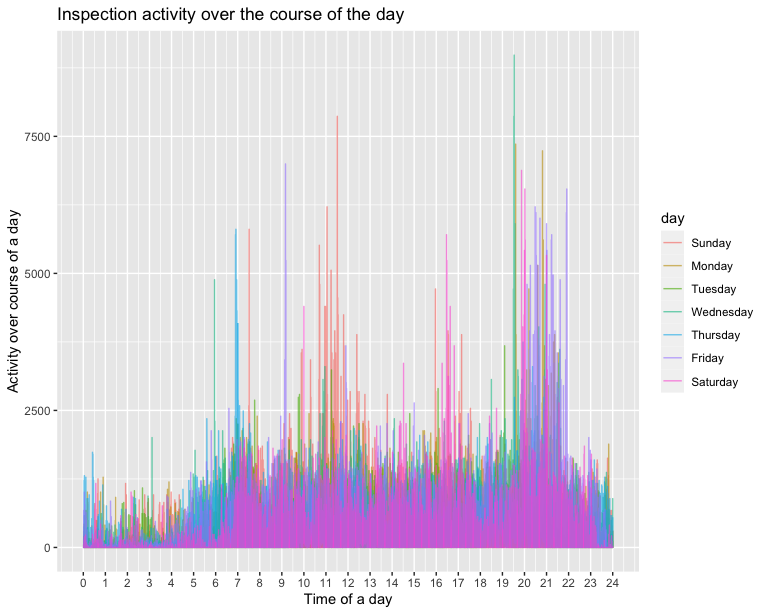 Inspection activity over the course of the day
Activity over course of a day
7500
5000
2500
0
0 1 2 3 4 5 6 7 8 9 10 11 12 13 14 15 16 17 18 19 20 21 22 23 24
Time of a day
day
Sunday
Monday
Tuesday
Wednesday
Thursday
Friday
Saturday